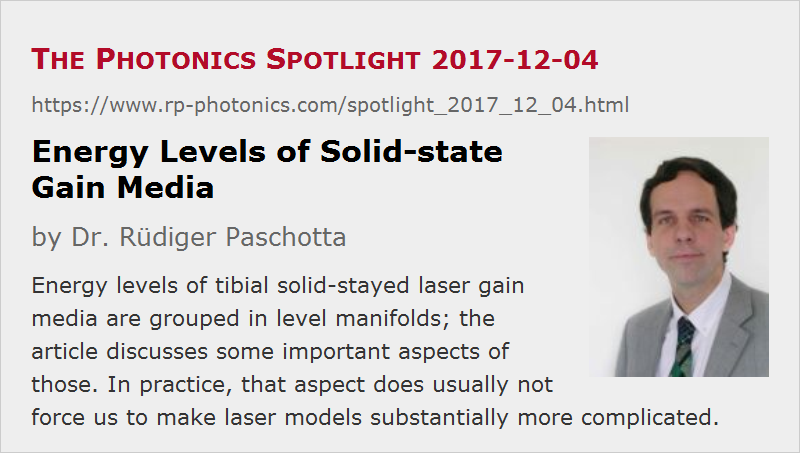 THE PHOTONICS SPOTLIGHT 2017-12-04
https://www.rp-photonics.com/spotlight_2017_12_04.html
Energy Levels of Solid-state
Gain Media
by Dr. Rüdiger Paschotta
Energy levels of tibial solid-stayed laser gain
media are grouped in level manifolds; the
article discusses some important aspects of
those. In practice, that aspect does usually not
force us to make laser models substantially more complicated.